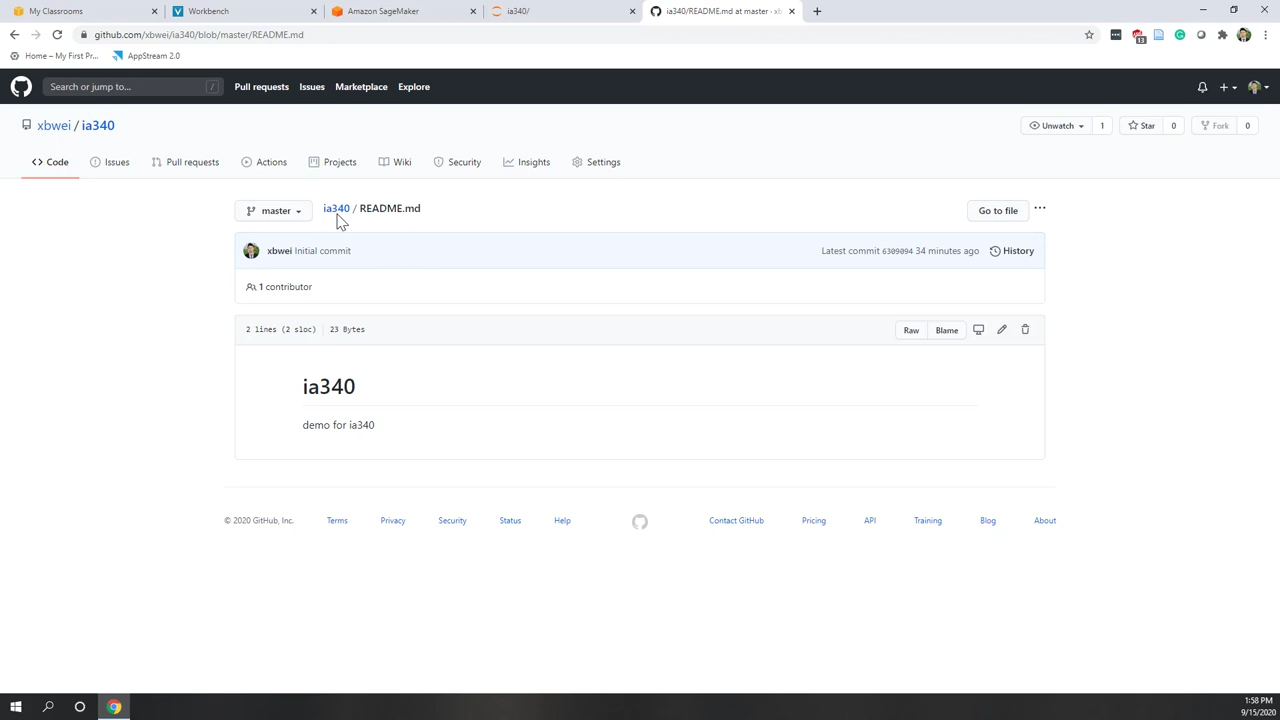 My Classrooms
Workbench
Amazon SageMaker
ia340/
ia340/README.md at master · xb
github.com/xbwei/ia340/blob/master/README.md
13
Home – My First Pr...
AppStream 2.0
Search or jump to... /
Pull requests Issues Marketplace Explore
xbwei / ia340
Unwatch 1 Star 0 Fork 0
Code Issues Pull requests Actions Projects Wiki Security Insights Settings
master ia340 / README.md Go to file ...
xbwei Initial commit Latest commit 6309094 34 minutes ago History
1 contributor
2 lines (2 sloc) 23 Bytes Raw Blame
ia340
demo for ia340
© 2020 GitHub, Inc. Terms Privacy Security Status Help Contact GitHub Pricing API Training Blog About
1:58 PM
9/15/2020